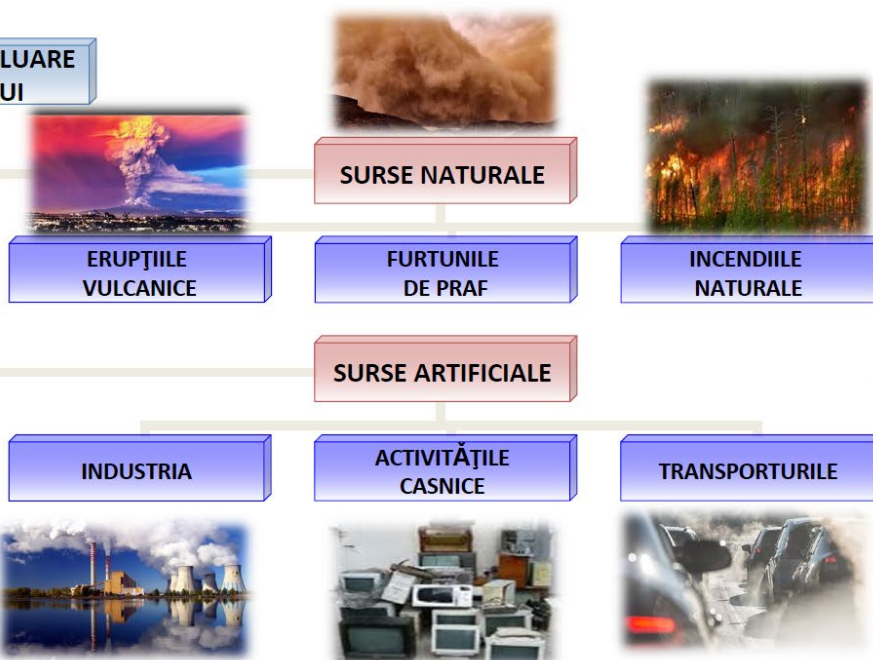 LUARE
UI
SURSE NATURALE
ERUPŢIILE
VULCANICE
FURTUNILE
DE PRAF
INCENDIILE
NATURALE
SURSE ARTIFICIALE
INDUSTRIA
ACTIVITĂŢILE
CASNICE
TRANSPORTURILE